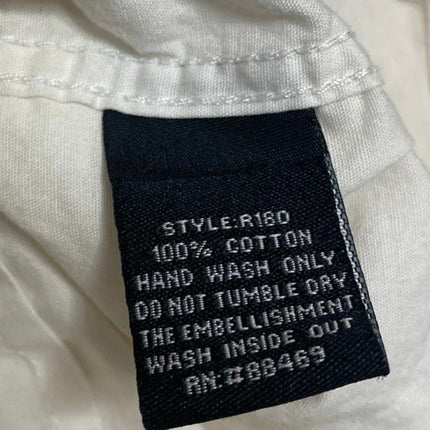 STYLE:R180
100% COTTON
HAND WASH ONLY
DO NOT TUMBLE DRY
THE EMBELLISHMENT
WASH INSIDE OUT
RN:#88469